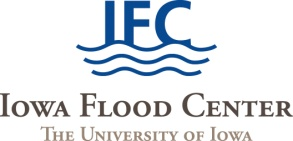 IFC
IOWA FLOOD CENTER
THE UNIVERSITY OF IOWA